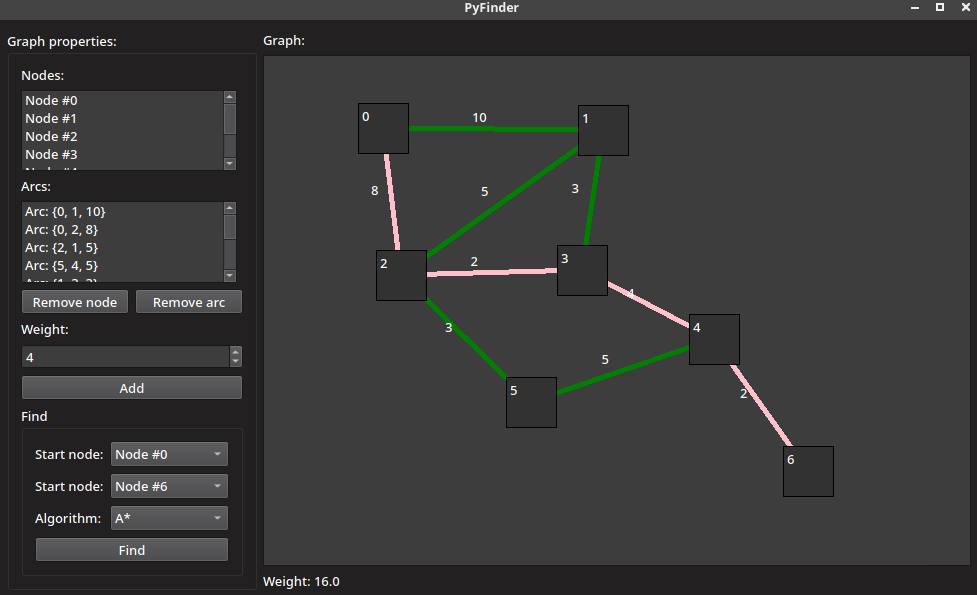 PyFinder
Graph properties:
Graph:
Nodes:
Node #0
Node #1
Node #2
Node #3
Arcs:
Arc: {0, 1, 10}
Arc: {0, 2, 8}
Arc: {2, 1, 5}
Arc: {5, 4, 5}
Remove node
Remove arc
Weight:
4
Add
Find
Start node:
Node #0
Start node:
Node #6
Algorithm:
A*
Find
0
10
1
8
5
3
2
2
3
4
4
3
5
5
2
6
Weight: 16.0